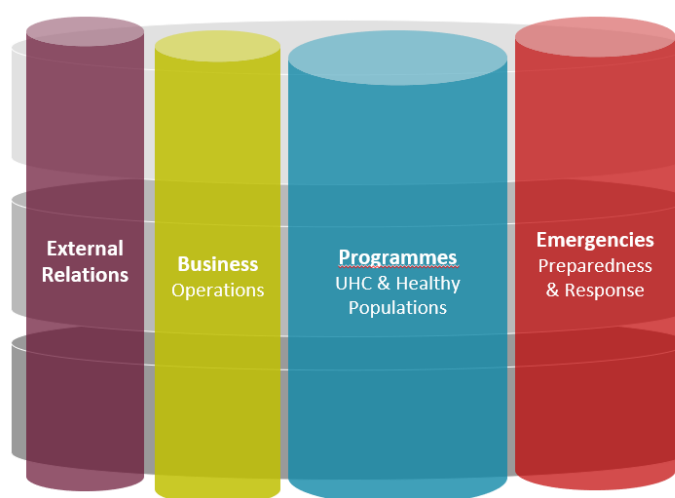 External
Relations
Business
Operations
Programmes
UHC & Healthy
Populations
Emergencies
Preparedness
& Response